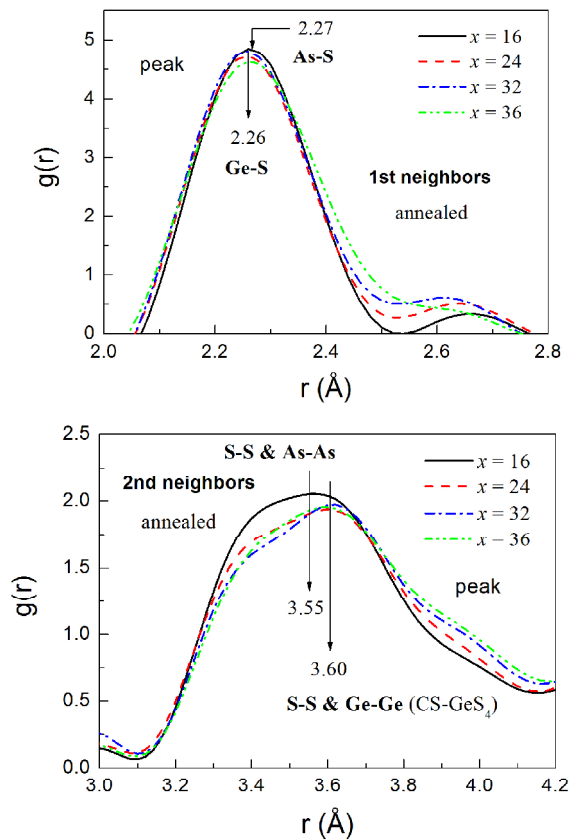 5
4
3
2
1
0
g(r)
peak
2.27
As-S
2.26
Ge-S
x = 16
x = 24
x = 32
x = 36
1st neighbors
annealed
2.0 2.2 2.4 2.6 2.8
r (Å)
2.5
2.0
1.5
1.0
0.5
0.0
g(r)
S-S & As-As
2nd neighbors
annealed
x = 16
x = 24
x = 32
x – 36
peak
3.55
3.60
S-S & Ge-Ge (CS-GeS₄)
3.0 3.2 3.4 3.6 3.8 4.0 4.2
r (Å)